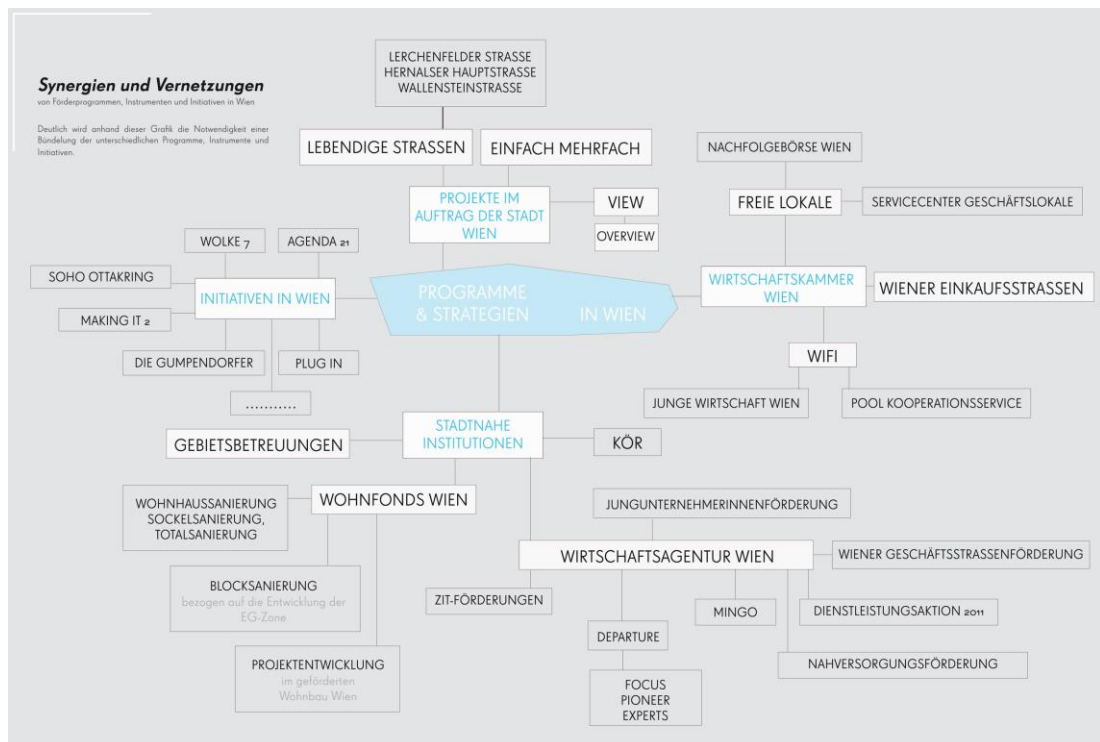 Synergien und Vernetzungen
von Förderprogrammen, Instrumenten und Initiativen in Wien
Deutlich wird anhand dieser Grafik die Notwendigkeit einer
Bündelung der unterschiedlichen Programme, Instrumente und
Initiativen.
LERCHENFELDER STRASSE
HERNALSER HAUPTSTRASSE
WALLENSTEINSTRASSE
LEBENDIGE STRASSEN
EINFACH MEHRFACH
PROJEKTE IM
AUFTRAG DER STADT
WIEN
VIEW
OVERVIEW
NACHFOLGEBÖRSE WIEN
FREIE LOKALE
SERVICECENTER GESCHÄFTSLOKALE
WOLKE 7
AGENDA 21
SOHO OTTAKRING
INITIATIVEN IN WIEN
MAKING IT 2
DIE GUMPENDORFER
PLUG IN
...........
PROGRAMME
& STRATEGIEN IN WIEN
WIRTSCHAFTSKAMMER
WIEN
WIENER EINKAUFSSTRASSEN
WIFI
JUNGE WIRTSCHAFT WIEN
POOL KOOPERATIONSSERVICE
STADTNAHE
INSTITUTIONEN
GEBIETSBETREUUNGEN
KÖR
WOHNFONDS WIEN
WOHNHAUSSANIERUNG
SOCKELSANIERUNG,
TOTALSANIERUNG
BLOCKSANIERUNG
bezogen auf die Entwicklung der
EG-Zone
PROJEKTENTWICKLUNG
im geförderten
Wohnbau Wien
JUNGUNTERNEHMERINNENFÖRDERUNG
WIRTSCHAFTSAGENTUR WIEN
WIENER GESCHÄFTSSTRASSENFÖRDERUNG
ZIT-FÖRDERUNGEN
DEPARTURE
FOCUS
PIONEER
EXPERTS
MINGO
DIENSTLEISTUNGSAKTION 2011
NAHVERSORGUNGSFÖRDERUNG